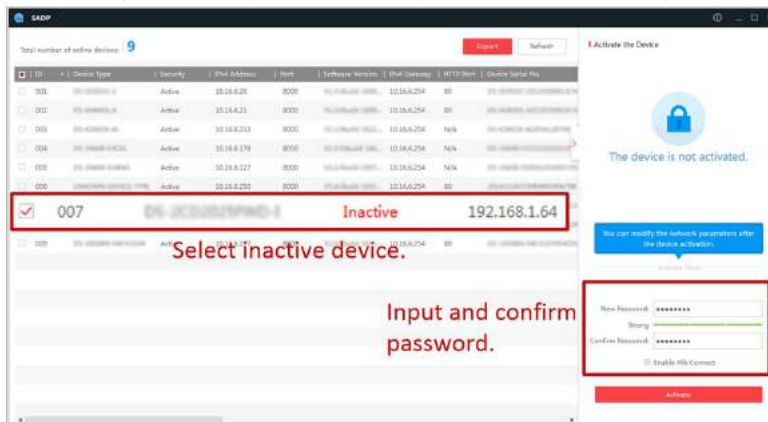 SADP
Total number of online devices: 9
Export Refresh
ID Device Type Security IPv4 Address Port Software Version IPv4 Gateway HTTP Port Device Serial No.
001 Active 10.16.6.20 8000 10.16.6.254 80
002 Active 10.16.6.21 8000 10.16.6.254 80
003 Active 10.16.6.213 8000 10.16.6.254 N/A
004 Active 10.16.6.179 8000 10.16.6.254 N/A
005 Active 10.16.6.127 8000 10.16.6.254 N/A
006 Active 10.16.6.250 8000 10.16.6.254 80
007 Inactive 192.168.1.64
009 Active 8000 10.16.6.254 80
Select inactive device.
Input and confirm
password.
Activate the Device
The device is not activated.
You can modify the network parameters after
the device activation.
Activate Now
New Password:
Strong
Confirm Password:
Enable Hik-Connect
Activate